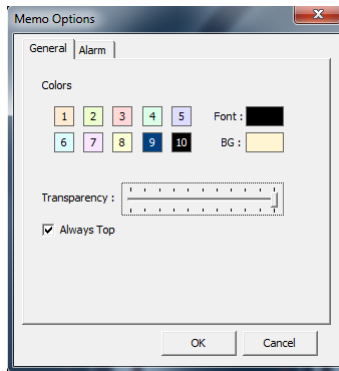 Memo Options
General Alarm
Colors
1 2 3 4 5 Font :
6 7 8 9 10 BG :
Transparency :
Always Top
OK Cancel